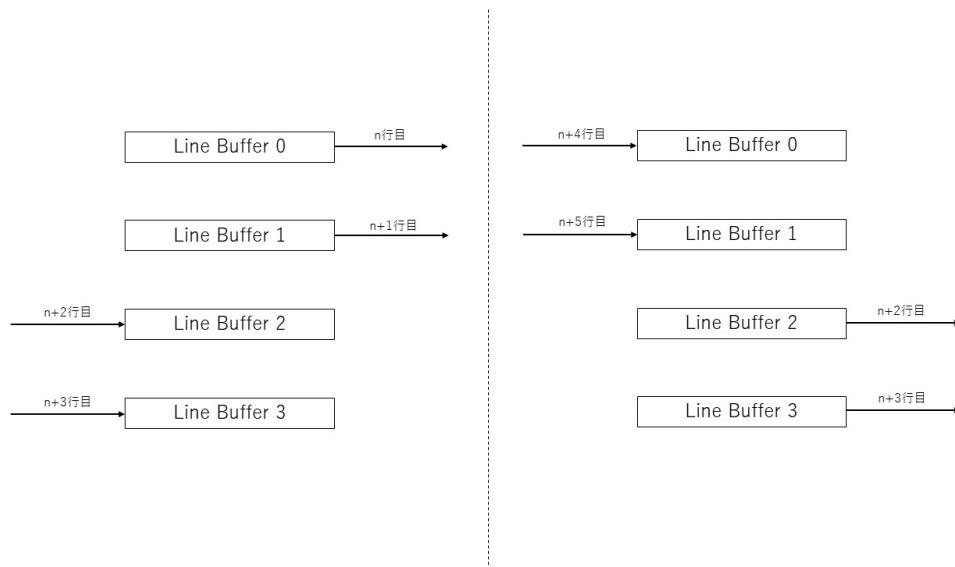 n行目
Line Buffer 0
n+1行目
Line Buffer 1
n+2行目
Line Buffer 2
n+3行目
Line Buffer 3
n+4行目
Line Buffer 0
n+5行目
Line Buffer 1
n+2行目
Line Buffer 2
n+3行目
Line Buffer 3